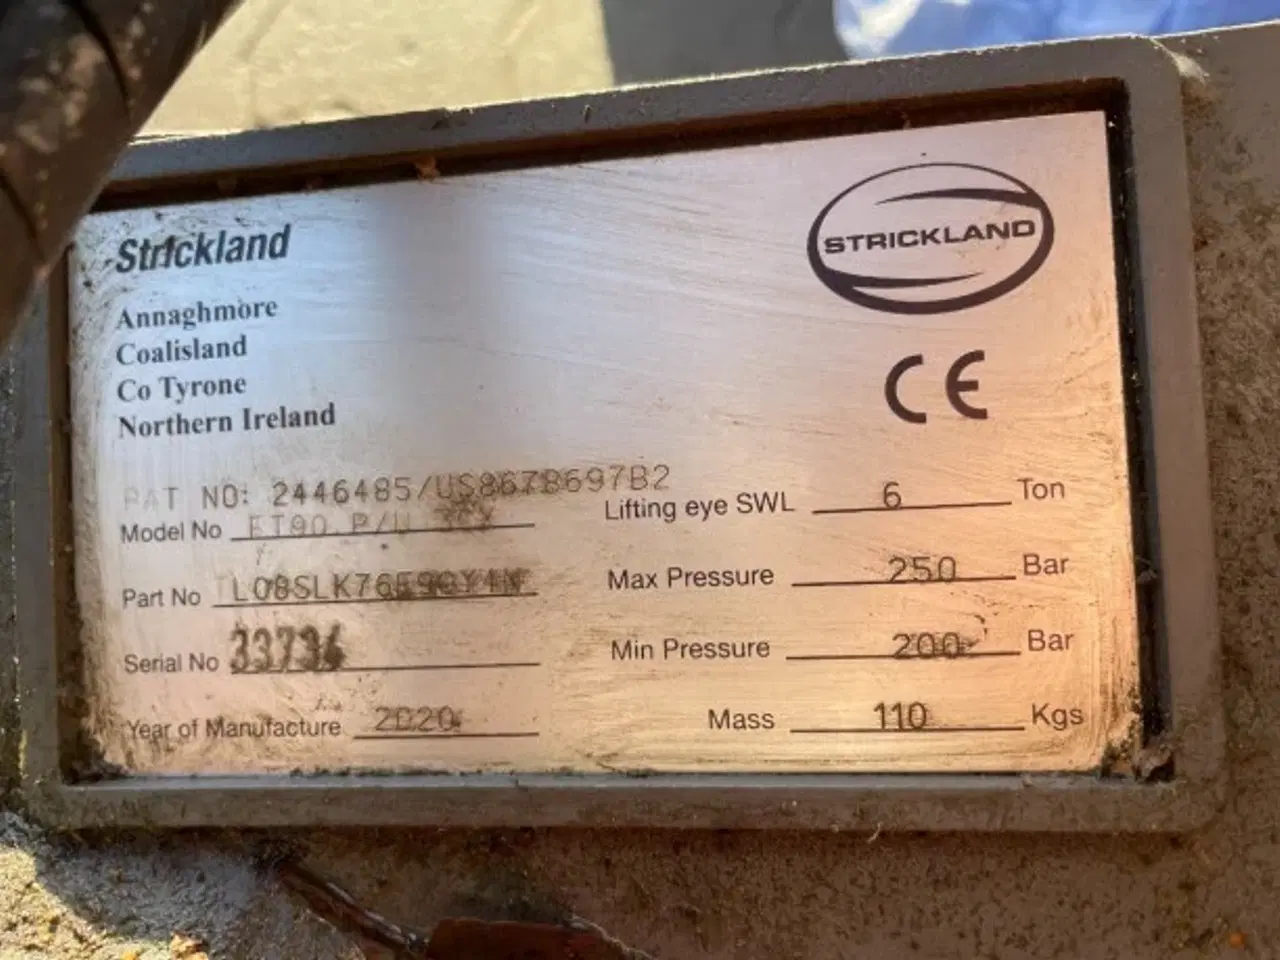 Strickland
STRICKLAND
Annaghmore
Coalisland
Co Tyrone
Northern Ireland
CE
PAT NO: 2446485/US8678697B2
Model No
Part No
Serial No 33736
Year of Manufacture 2020
Lifting eye SWL 6 Ton
Max Pressure 250 Bar
Min Pressure 200 Bar
Mass 110 Kgs